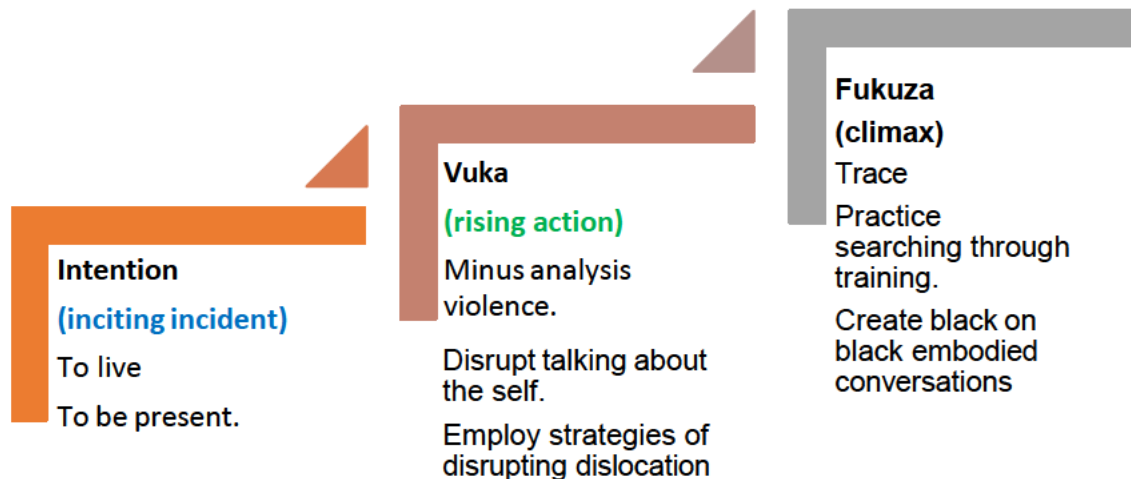 Intention
(inciting incident)
To live
To be present.
Vuka
(rising action)
Minus analysis
violence.
Disrupt talking about
the self.
Employ strategies of
disrupting dislocation
Fukuza
(climax)
Trace
Practice
searching through
training.
Create black on
black embodied
conversations